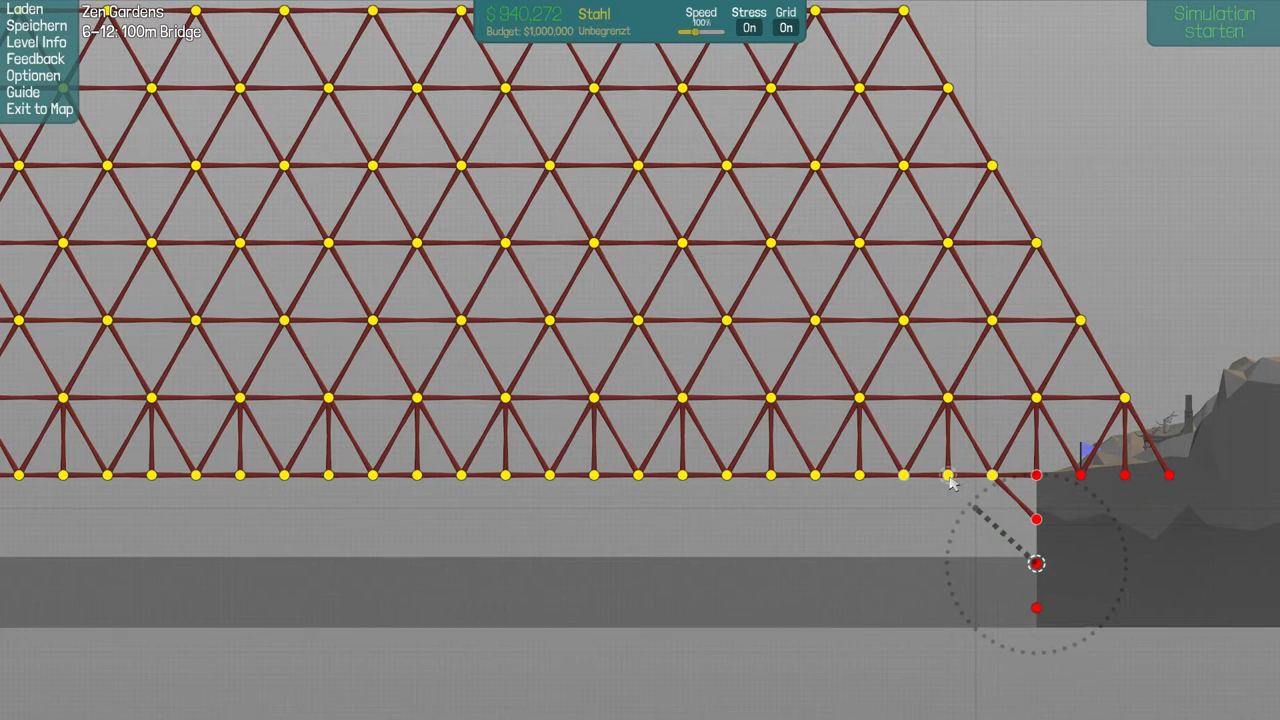 Laden
Speichern
Level Info
Feedback
Optionen
Guide
Exit to Map
Zen Gardens
6-12: 100m Bridge
$940,272
Budget: $1,000,000
Stahl
Unbegrenzt
Speed
100%
Stress
On
Grid
On
Simulation
starten